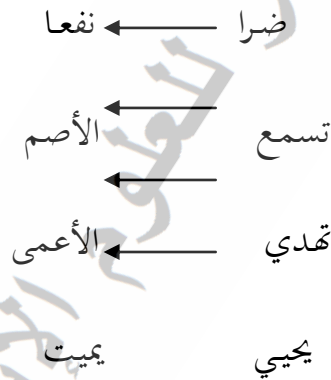 ضرا نفعا
تسمع الأصم
تهدي الأعمى
يحيي يميت